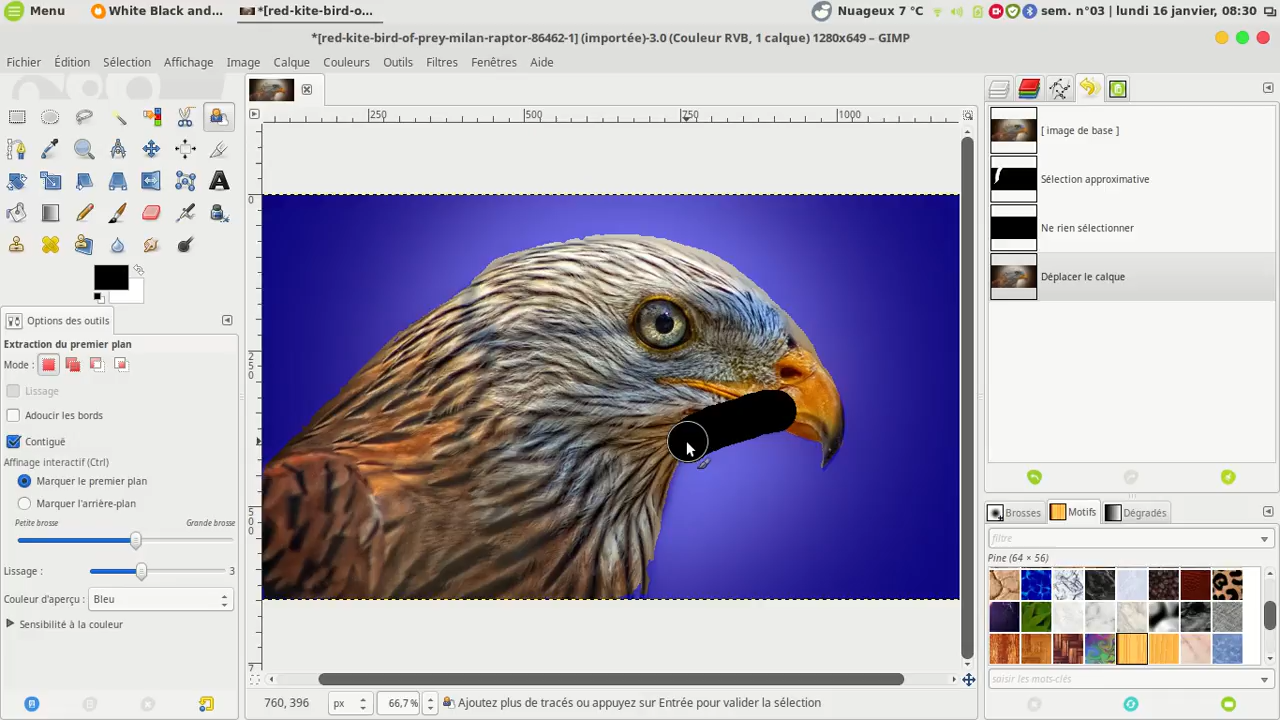 Menu
White Black and...
*[red-kite-bird-o...
Nuageux 7 °C
sem. n°03 | lundi 16 janvier, 08:30
*[red-kite-bird-of-prey-milan-raptor-86462-1] (importée)-3.0 (Couleur RVB, 1 calque) 1280x649 – GIMP
Fichier Édition Sélection Affichage Image Calque Couleurs Outils Filtres Fenêtres Aide
250 500 750 1000
0
250
500
7
Options des outils
Extraction du premier plan
Mode :
Lissage
Adoucir les bords
Contiguë
Affinage interactif (Ctrl)
Marquer le premier plan
Marquer l'arrière-plan
Petite brosse Grande brosse
Lissage : 3
Couleur d'aperçu : Bleu
Sensibilité à la couleur
760, 396 px 66,7 % Ajoutez plus de tracés ou appuyez sur Entrée pour valider la sélection
[ image de base ]
Sélection approximative
Ne rien sélectionner
Déplacer le calque
Brosses Motifs Dégradés
filtre
Pine (64 × 56)
saisir les mots-clés